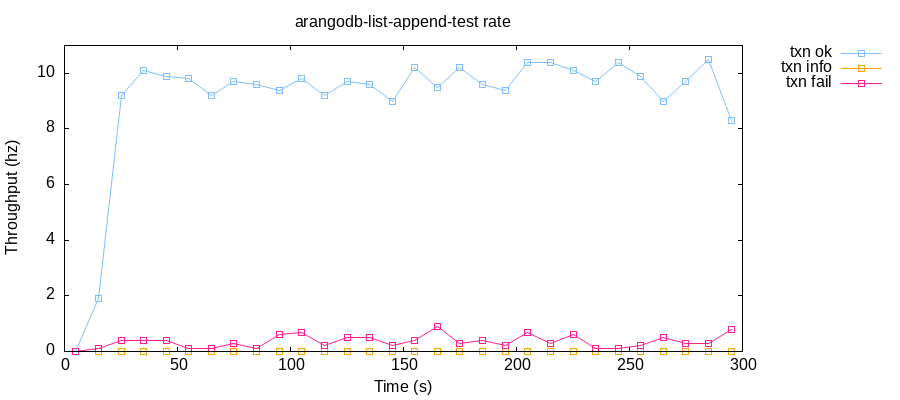 arangodb-list-append-test rate
txn ok
txn info
txn fail
Throughput (hz)
10
8
6
4
2
0
0 50 100 150 200 250 300
Time (s)